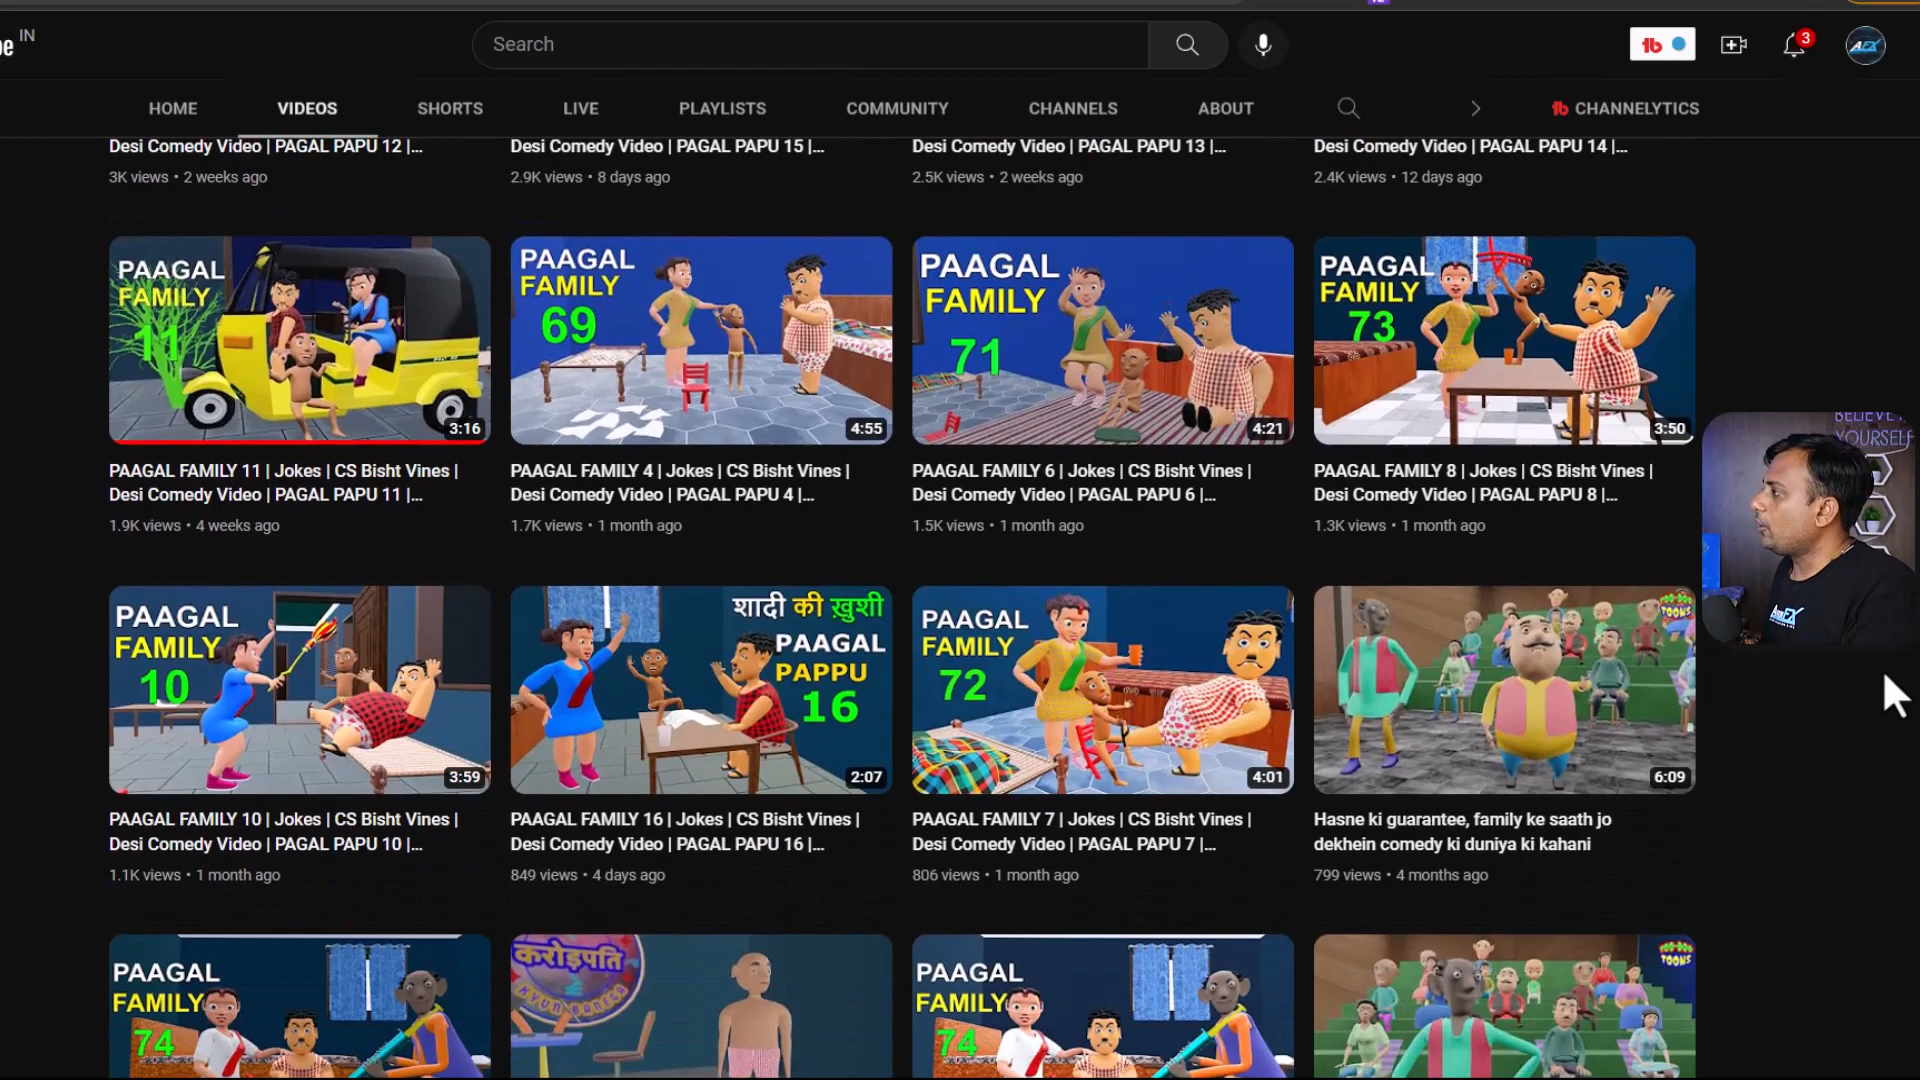 IN
Search
3
HOME
VIDEOS
SHORTS
LIVE
PLAYLISTS
COMMUNITY
CHANNELS
ABOUT
CHANNELYTICS
Desi Comedy Video | PAGAL PAPU 12 |...
3K views • 2 weeks ago
Desi Comedy Video | PAGAL PAPU 15 |...
2.9K views • 8 days ago
Desi Comedy Video | PAGAL PAPU 13 |...
2.5K views • 2 weeks ago
Desi Comedy Video | PAGAL PAPU 14 |...
2.4K views • 12 days ago
PAAGAL
FAMILY
11
3:16
PAAGAL FAMILY 11 | Jokes | CS Bisht Vines |
Desi Comedy Video | PAGAL PAPU 11 |...
1.9K views • 4 weeks ago
PAAGAL
FAMILY
69
4:55
PAAGAL FAMILY 4 | Jokes | CS Bisht Vines |
Desi Comedy Video | PAGAL PAPU 4 |...
1.7K views • 1 month ago
PAAGAL
FAMILY
71
4:21
PAAGAL FAMILY 6 | Jokes | CS Bisht Vines |
Desi Comedy Video | PAGAL PAPU 6 |...
1.5K views • 1 month ago
PAAGAL
FAMILY
73
3:50
PAAGAL FAMILY 8 | Jokes | CS Bisht Vines |
Desi Comedy Video | PAGAL PAPU 8 |...
1.3K views • 1 month ago
BELIEVE
YOURSELF
PAAGAL
FAMILY
10
3:59
PAAGAL FAMILY 10 | Jokes | CS Bisht Vines |
Desi Comedy Video | PAGAL PAPU 10 |...
1.1K views • 1 month ago
शादी की ख़ुशी
PAAGAL
PAPPU
16
2:07
PAAGAL FAMILY 16 | Jokes | CS Bisht Vines |
Desi Comedy Video | PAGAL PAPU 16 |...
849 views • 4 days ago
PAAGAL
FAMILY
72
4:01
PAAGAL FAMILY 7 | Jokes | CS Bisht Vines |
Desi Comedy Video | PAGAL PAPU 7 |...
806 views • 1 month ago
6:09
Hasne ki guarantee, family ke saath jo
dekhein comedy ki duniya ki kahani
799 views • 4 months ago
PAAGAL
FAMILY
74
करोड़पति
PAAGAL
FAMILY
74
TOONS